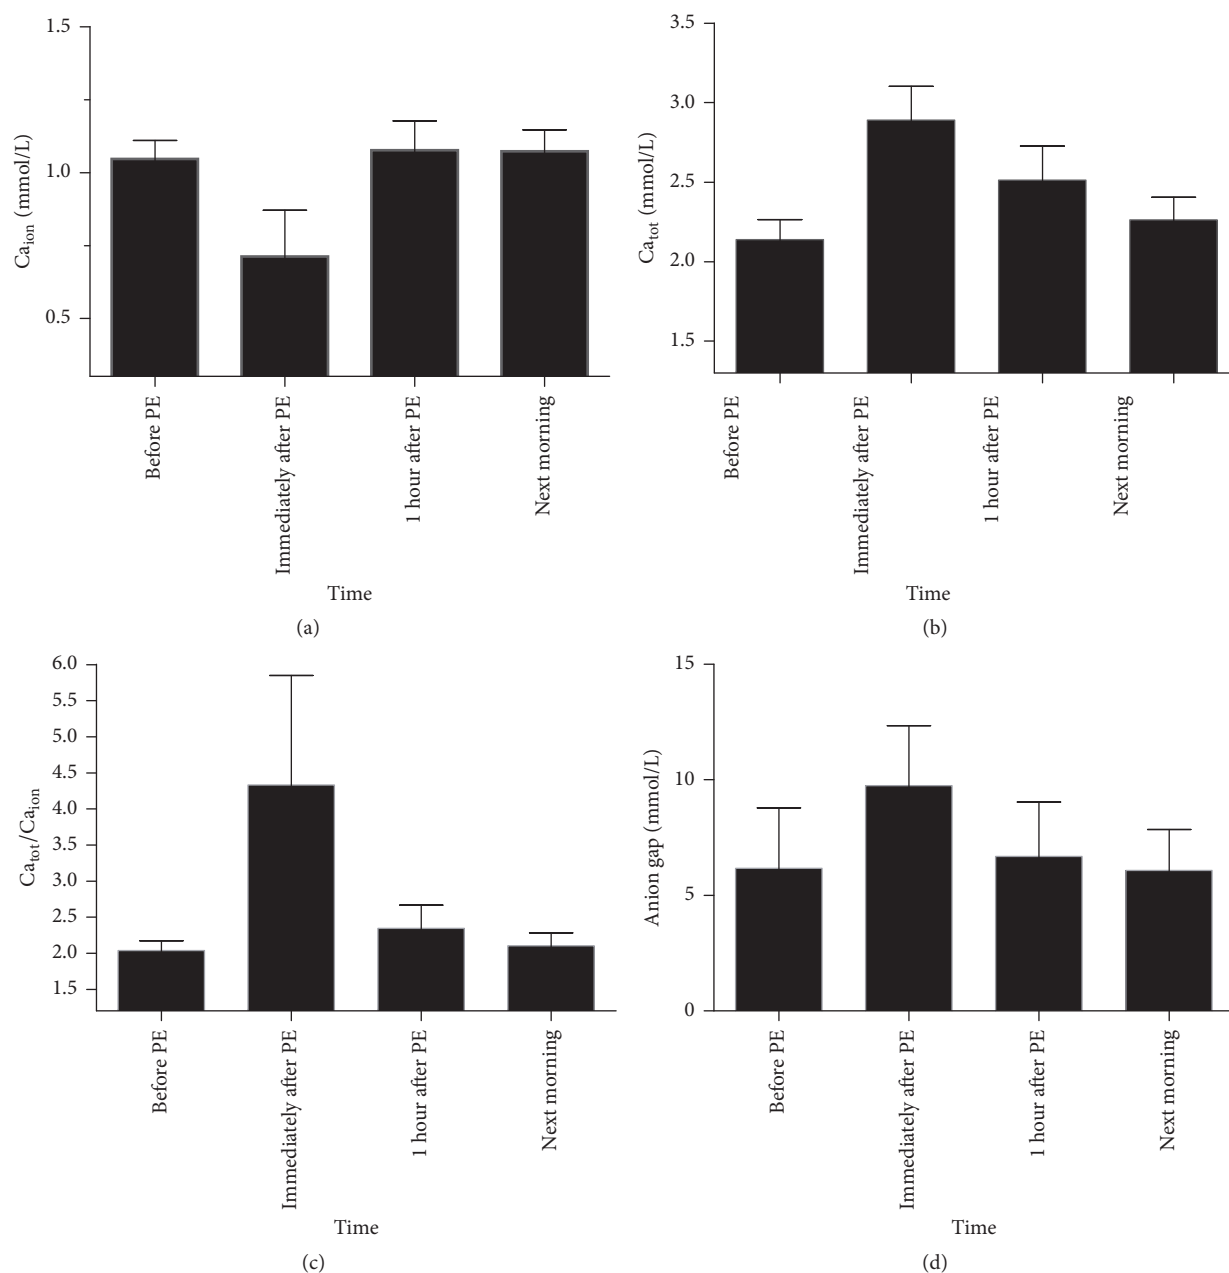 1.5
1.0
0.5
Ca_ion (mmol/L)
Before PE
Immediately after PE
1 hour after PE
Next morning
Time
(a)
3.5
3.0
2.5
2.0
1.5
Ca_tot (mmol/L)
Before PE
Immediately after PE
1 hour after PE
Next morning
Time
(b)
6.0
5.5
5.0
4.5
4.0
3.5
3.0
2.5
2.0
1.5
Ca_tot/Ca_ion
Before PE
Immediately after PE
1 hour after PE
Next morning
Time
(c)
15
10
5
0
Anion gap (mmol/L)
Before PE
Immediately after PE
1 hour after PE
Next morning
Time
(d)